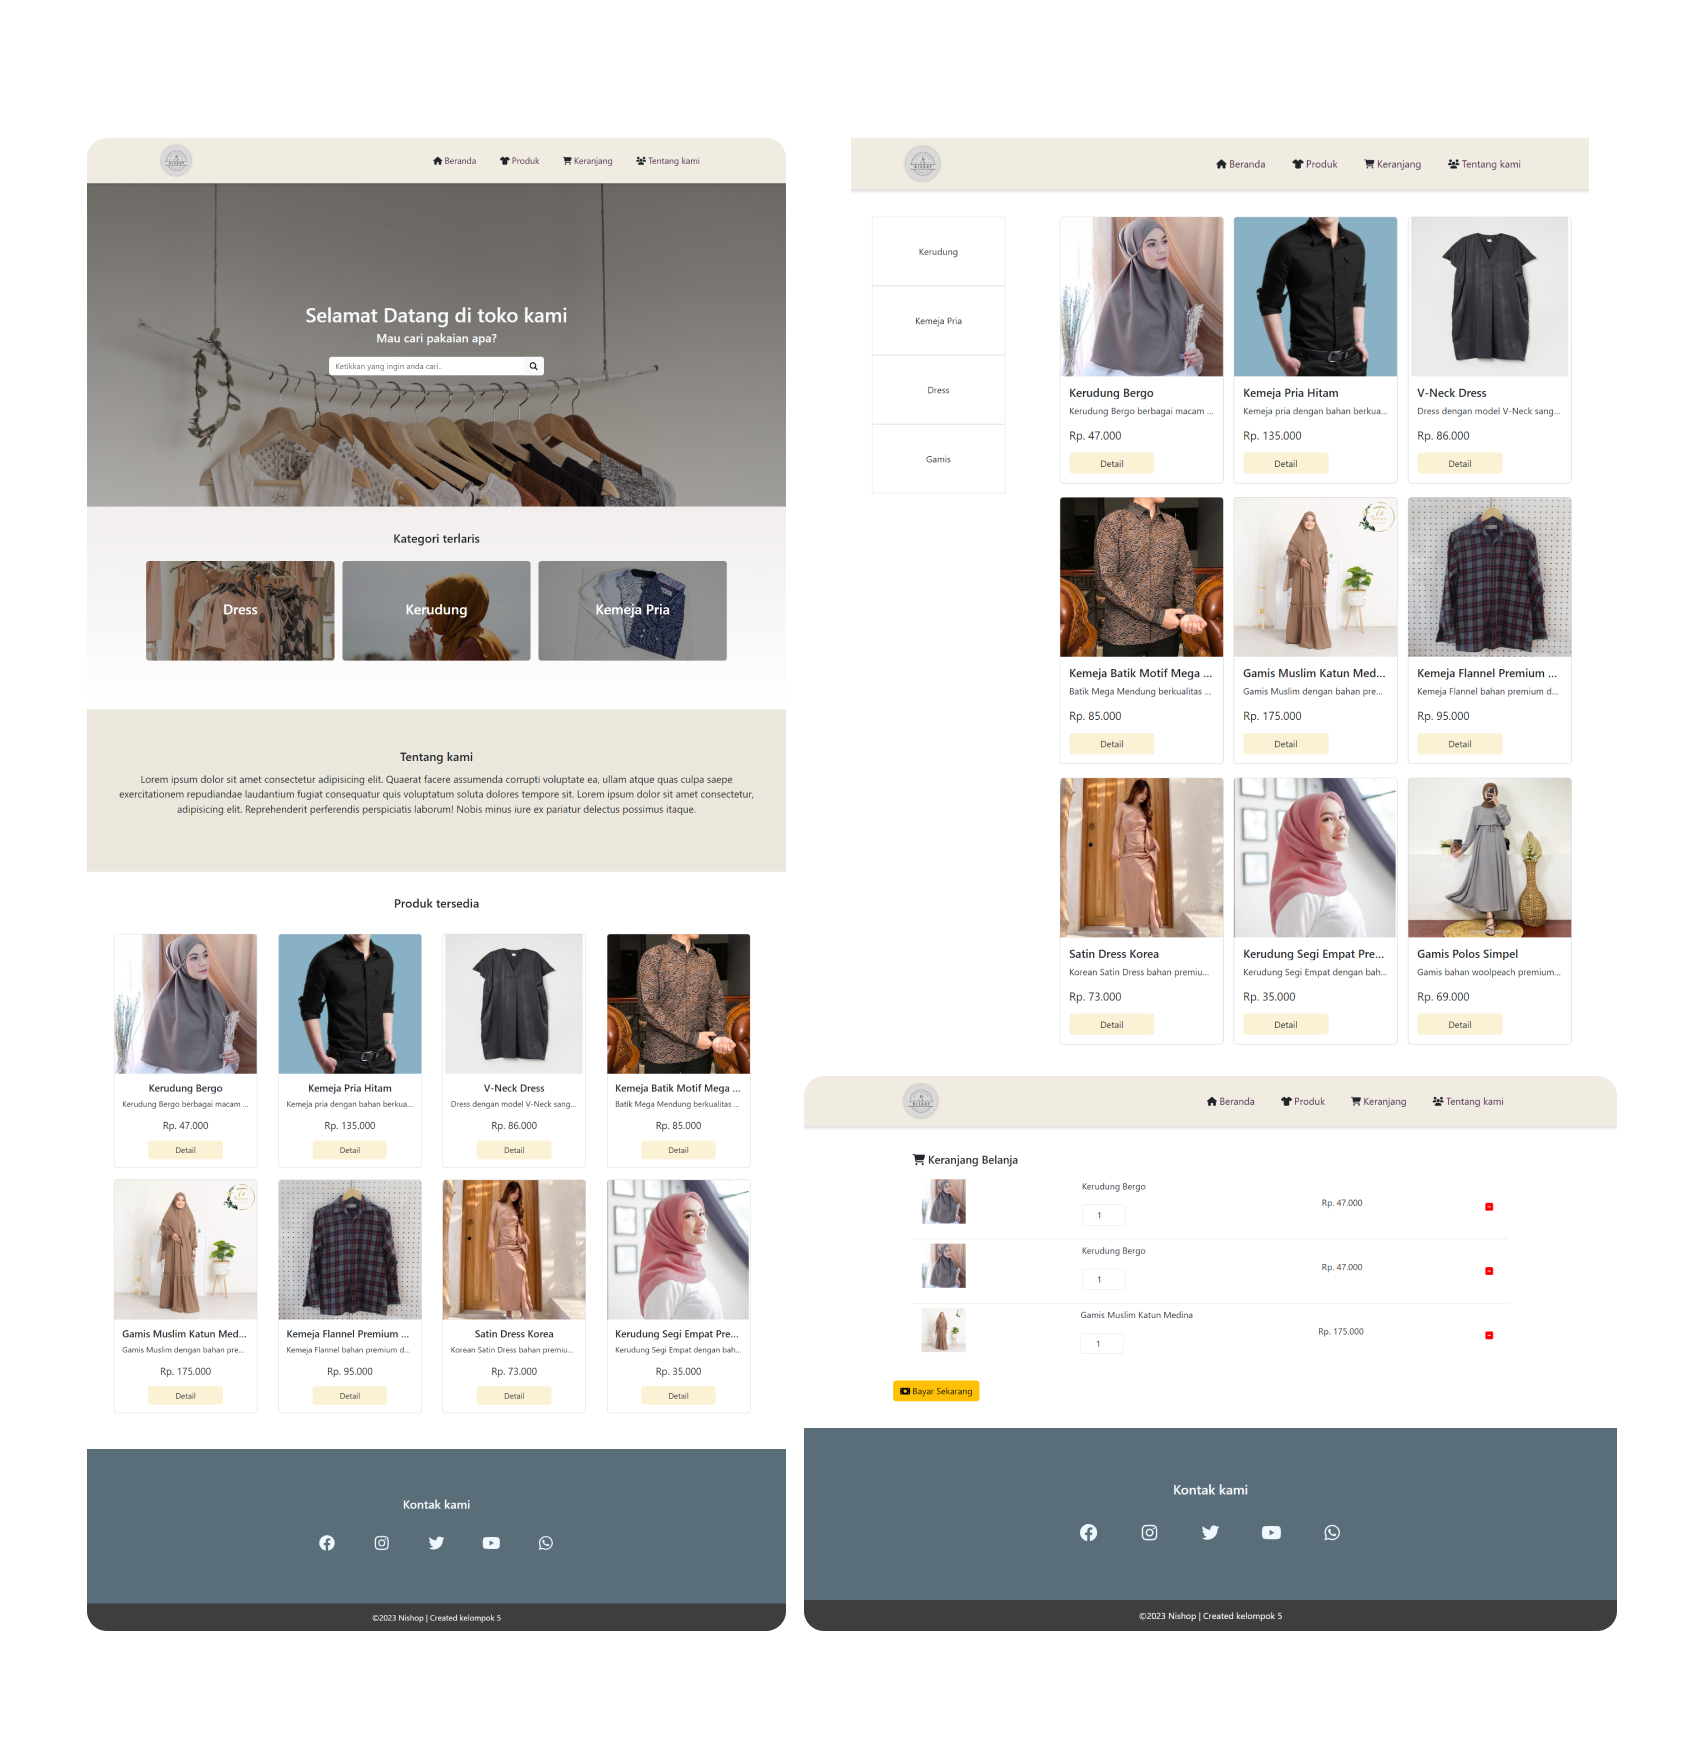 NISHOP
Beranda
Produk
Keranjang
Tentang kami
Selamat Datang di toko kami
Mau cari pakaian apa?
Ketikkan yang ingin anda cari..
Kategori terlaris
Dress
Kerudung
Kemeja Pria
Tentang kami
Lorem ipsum dolor sit amet consectetur adipisicing elit. Quaerat facere assumenda corrupti voluptate ea, ullam atque quas culpa saepe
exercitationem repudiandae laudantium fugiat consequatur quis voluptatum soluta dolores tempore sit. Lorem ipsum dolor sit amet consectetur,
adipisicing elit. Reprehenderit perferendis perspiciatis laborum! Nobis minus iure ex pariatur delectus possimus itaque.
Produk tersedia
Kerudung Bergo
Kerudung Bergo berbagai macam ...
Rp. 47.000
Detail
Kemeja Pria Hitam
Kemeja pria dengan bahan berkua...
Rp. 135.000
Detail
V-Neck Dress
Dress dengan model V-Neck sang...
Rp. 86.000
Detail
Kemeja Batik Motif Mega ...
Batik Mega Mendung berkualitas ...
Rp. 85.000
Detail
Gamis Muslim Katun Med...
Gamis Muslim dengan bahan pre...
Rp. 175.000
Detail
Kemeja Flannel Premium ...
Kemeja Flannel bahan premium d...
Rp. 95.000
Detail
Satin Dress Korea
Korean Satin Dress bahan premiu...
Rp. 73.000
Detail
Kerudung Segi Empat Pre...
Kerudung Segi Empat dengan bah...
Rp. 35.000
Detail
Kontak kami
©2023 Nishop | Created kelompok 5
NISHOP
Beranda
Produk
Keranjang
Tentang kami
Kerudung
Kemeja Pria
Dress
Gamis
Kerudung Bergo
Kerudung Bergo berbagai macam ...
Rp. 47.000
Detail
Kemeja Pria Hitam
Kemeja pria dengan bahan berkua...
Rp. 135.000
Detail
V-Neck Dress
Dress dengan model V-Neck sang...
Rp. 86.000
Detail
Kemeja Batik Motif Mega ...
Batik Mega Mendung berkualitas ...
Rp. 85.000
Detail
Gamis Muslim Katun Med...
Gamis Muslim dengan bahan pre...
Rp. 175.000
Detail
Kemeja Flannel Premium ...
Kemeja Flannel bahan premium d...
Rp. 95.000
Detail
Satin Dress Korea
Korean Satin Dress bahan premiu...
Rp. 73.000
Detail
Kerudung Segi Empat Pre...
Kerudung Segi Empat dengan bah...
Rp. 35.000
Detail
Gamis Polos Simpel
Gamis bahan woolpeach premium...
Rp. 69.000
Detail
NISHOP
Beranda
Produk
Keranjang
Tentang kami
Keranjang Belanja
Kerudung Bergo
1
Rp. 47.000
Kerudung Bergo
1
Rp. 47.000
Gamis Muslim Katun Medina
1
Rp. 175.000
Bayar Sekarang
Kontak kami
©2023 Nishop | Created kelompok 5